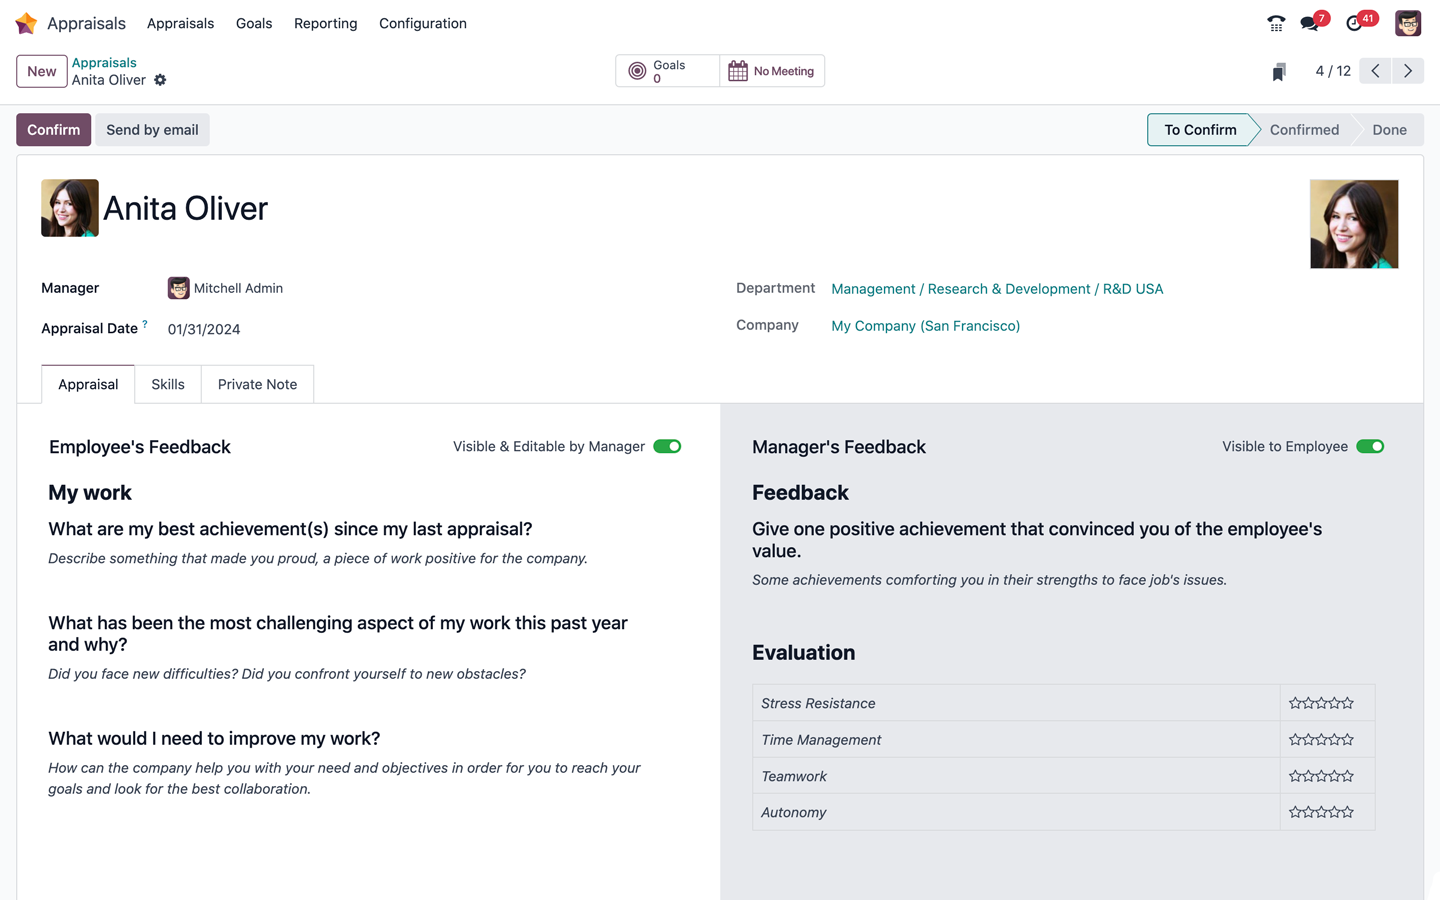 Appraisals Appraisals Goals Reporting Configuration 7 41
New Appraisals
Anita Oliver
Goals
0
No Meeting
4 / 12
Confirm Send by email To Confirm Confirmed Done
Anita Oliver
Manager Mitchell Admin
Appraisal Date ? 01/31/2024
Department Management / Research & Development / R&D USA
Company My Company (San Francisco)
Appraisal Skills Private Note
Employee's Feedback Visible & Editable by Manager
My work
What are my best achievement(s) since my last appraisal?
Describe something that made you proud, a piece of work positive for the company.
What has been the most challenging aspect of my work this past year
and why?
Did you face new difficulties? Did you confront yourself to new obstacles?
What would I need to improve my work?
How can the company help you with your need and objectives in order for you to reach your
goals and look for the best collaboration.
Manager's Feedback Visible to Employee
Feedback
Give one positive achievement that convinced you of the employee's
value.
Some achievements comforting you in their strengths to face job's issues.
Evaluation
Stress Resistance
Time Management
Teamwork
Autonomy